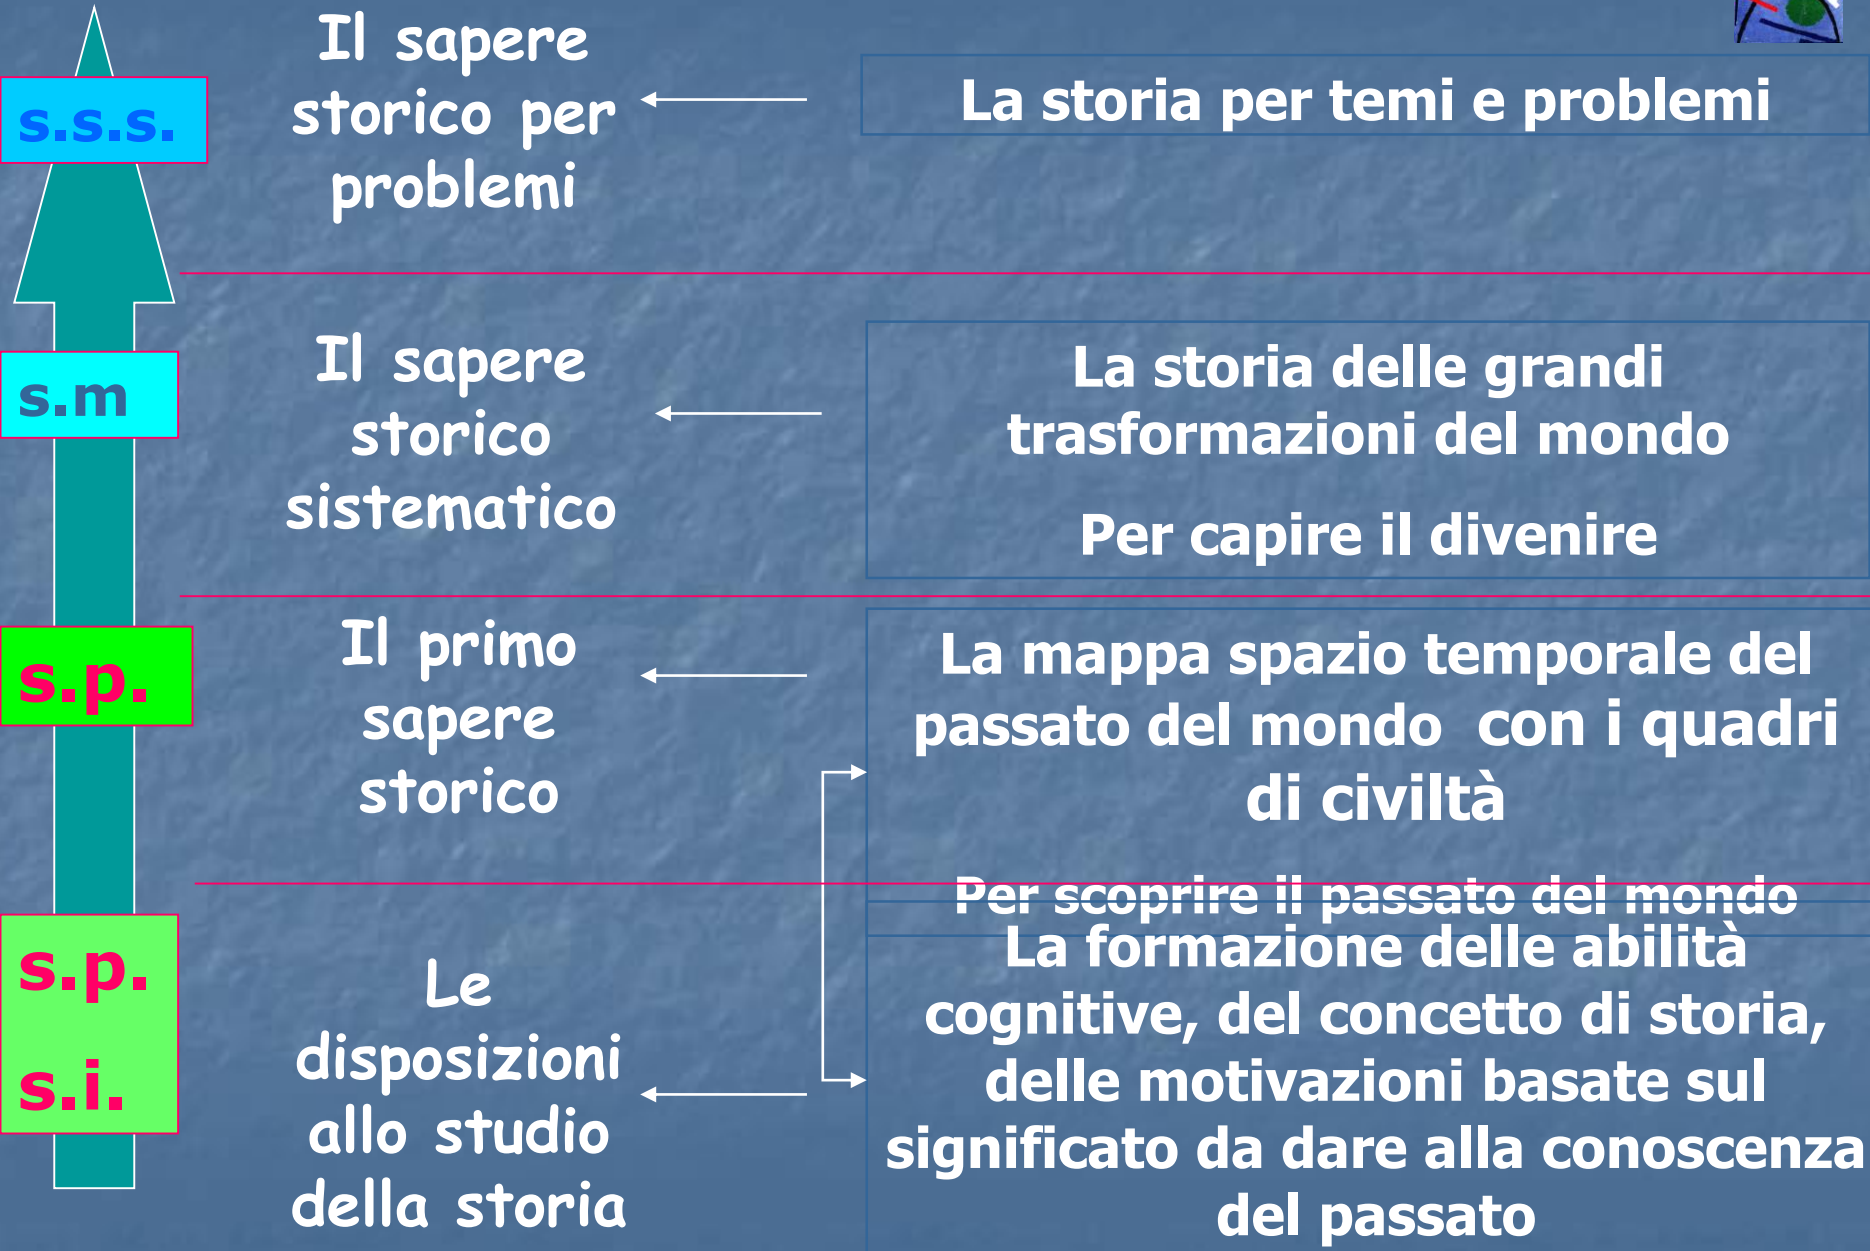 s.s.s.
Il sapere
storico per
problemi
La storia per temi e problemi
s.m
Il sapere
storico
sistematico
La storia delle grandi
trasformazioni del mondo
Per capire il divenire
s.p.
Il primo
sapere
storico
La mappa spazio temporale del
passato del mondo con i quadri
di civiltà
Per scoprire il passato del mondo
s.p.
s.i.
Le
disposizioni
allo studio
della storia
La formazione delle abilità
cognitive, del concetto di storia,
delle motivazioni basate sul
significato da dare alla conoscenza
del passato